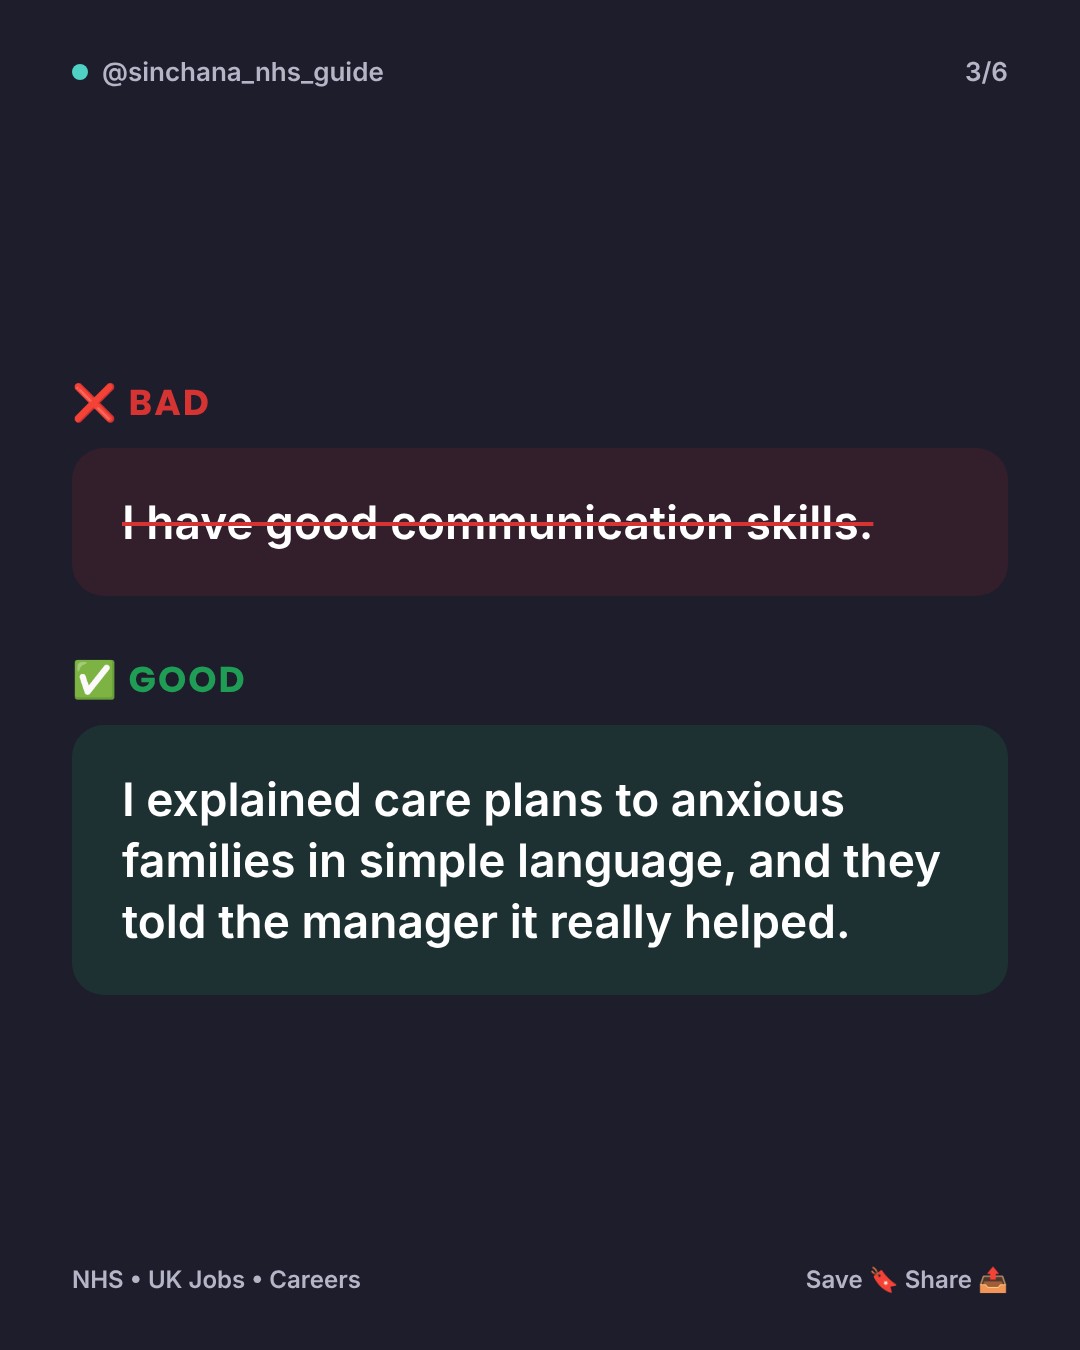 @sinchana_nhs_guide
3/6
❌ BAD
I have good communication skills.
✅ GOOD
I explained care plans to anxious
families in simple language, and they
told the manager it really helped.
NHS • UK Jobs • Careers
Save 🔖 Share 📤